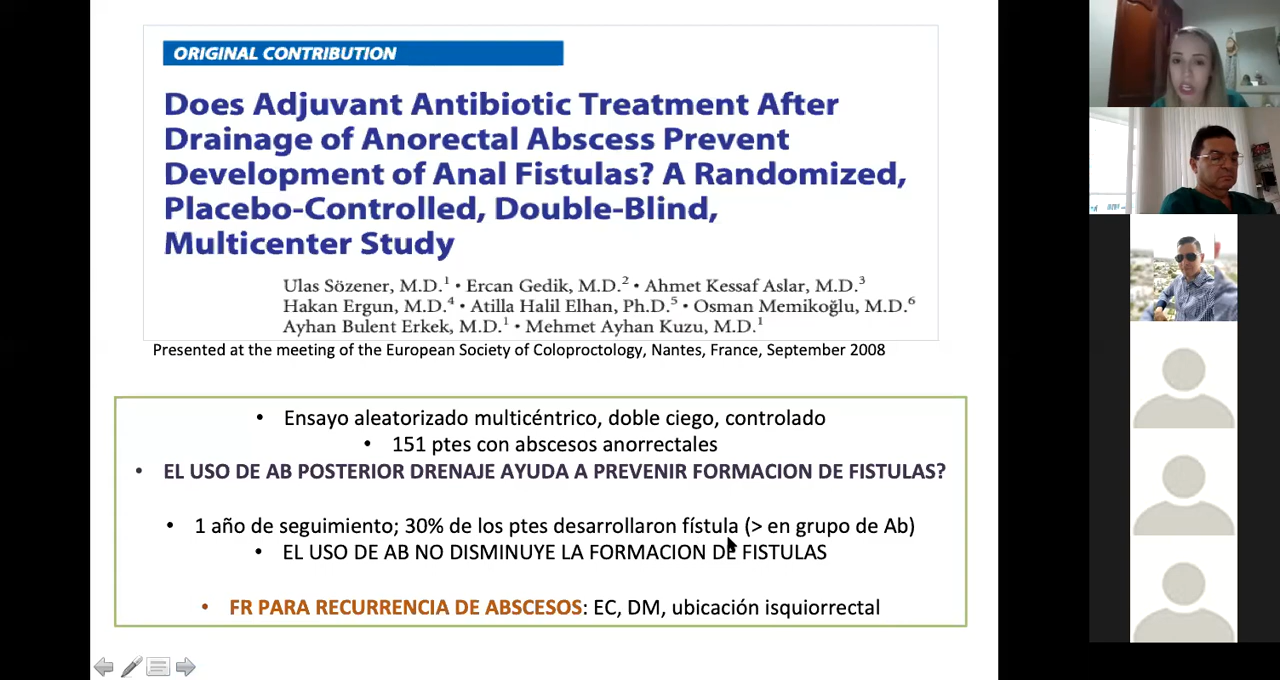 ORIGINAL CONTRIBUTION
Does Adjuvant Antibiotic Treatment After
Drainage of Anorectal Abscess Prevent
Development of Anal Fistulas? A Randomized,
Placebo-Controlled, Double-Blind,
Multicenter Study
Ulas Sözener, M.D.¹ • Ercan Gedik, M.D.² • Ahmet Kessaf Aslar, M.D.³
Hakan Ergun, M.D.⁴ • Atilla Halil Elhan, Ph.D.⁵ • Osman Memikoğlu, M.D.⁶
Ayhan Bulent Erkek, M.D.¹ • Mehmet Ayhan Kuzu, M.D.¹
Presented at the meeting of the European Society of Coloproctology, Nantes, France, September 2008
• Ensayo aleatorizado multicéntrico, doble ciego, controlado
• 151 ptes con abscesos anorrectales
• EL USO DE AB POSTERIOR DRENAJE AYUDA A PREVENIR FORMACION DE FISTULAS?
• 1 año de seguimiento; 30% de los ptes desarrollaron fístula (> en grupo de Ab)
• EL USO DE AB NO DISMINUYE LA FORMACION DE FISTULAS
• FR PARA RECURRENCIA DE ABSCESOS: EC, DM, ubicación isquiorrectal